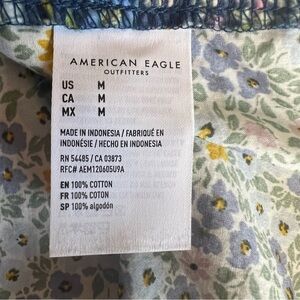 AMERICAN EAGLE
OUTFITTERS
US M
CA M
MX M
MADE IN INDONESIA / FABRIQUÉ EN
INDONÉSIE / HECHO EN INDONESIA
RN 54485 / CA 03873
RFC# AEM120605U9A
EN 100% COTTON
FR 100% COTON
SP 100% algodón